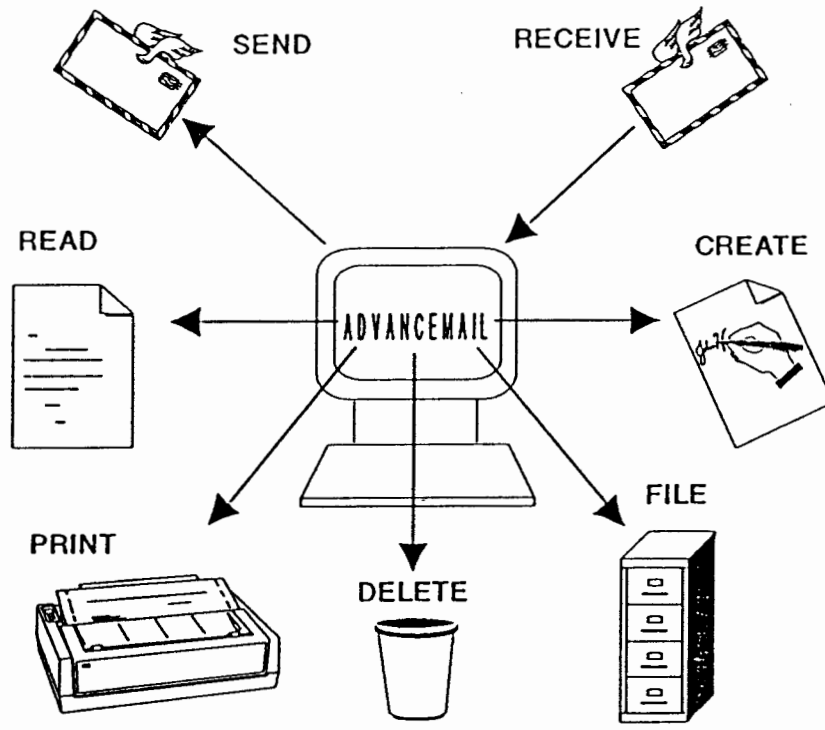 SEND
RECEIVE
READ
CREATE
ADVANCEMAIL
FILE
PRINT
DELETE